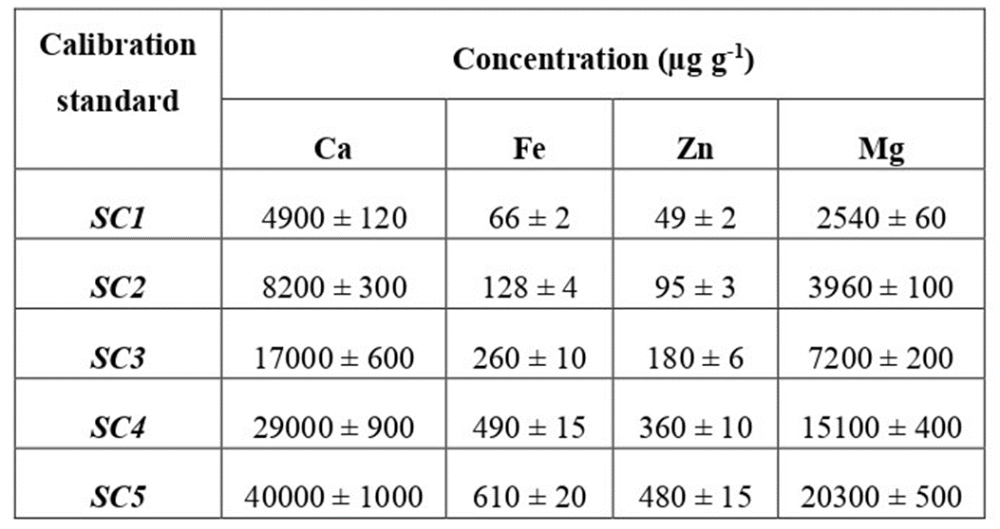 Calibration standard Concentration (µg g-1)
Ca Fe Zn Mg
SC1 4900 ± 120 66 ± 2 49 ± 2 2540 ± 60
SC2 8200 ± 300 128 ± 4 95 ± 3 3960 ± 100
SC3 17000 ± 600 260 ± 10 180 ± 6 7200 ± 200
SC4 29000 ± 900 490 ± 15 360 ± 10 15100 ± 400
SC5 40000 ± 1000 610 ± 20 480 ± 15 20300 ± 500